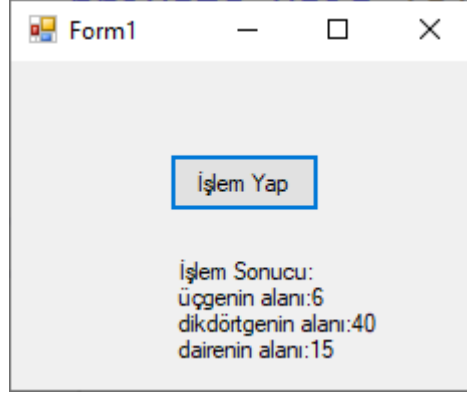 Form1
İşlem Yap
İşlem Sonucu:
üçgenin alanı:6
dikdörtgenin alanı:40
dairenin alanı:15